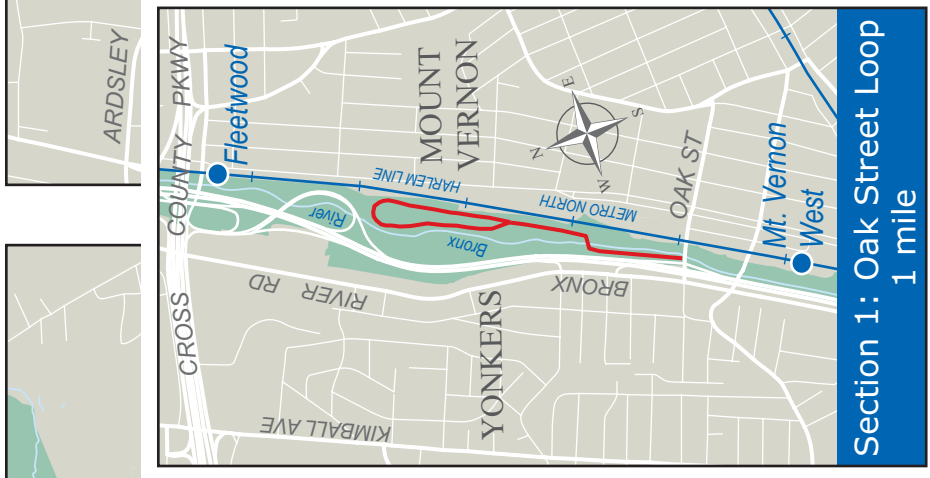 ARDSLEY
CROSS COUNTY PKWY
Fleetwood
MOUNT
VERNON
HARLEM LINE
METRO NORTH
River
Bronx
BRONX RIVER RD
YONKERS
KIMBALL AVE
N
E
S
W
OAK ST
Mt. Vernon
West
Section 1: Oak Street Loop
1 mile